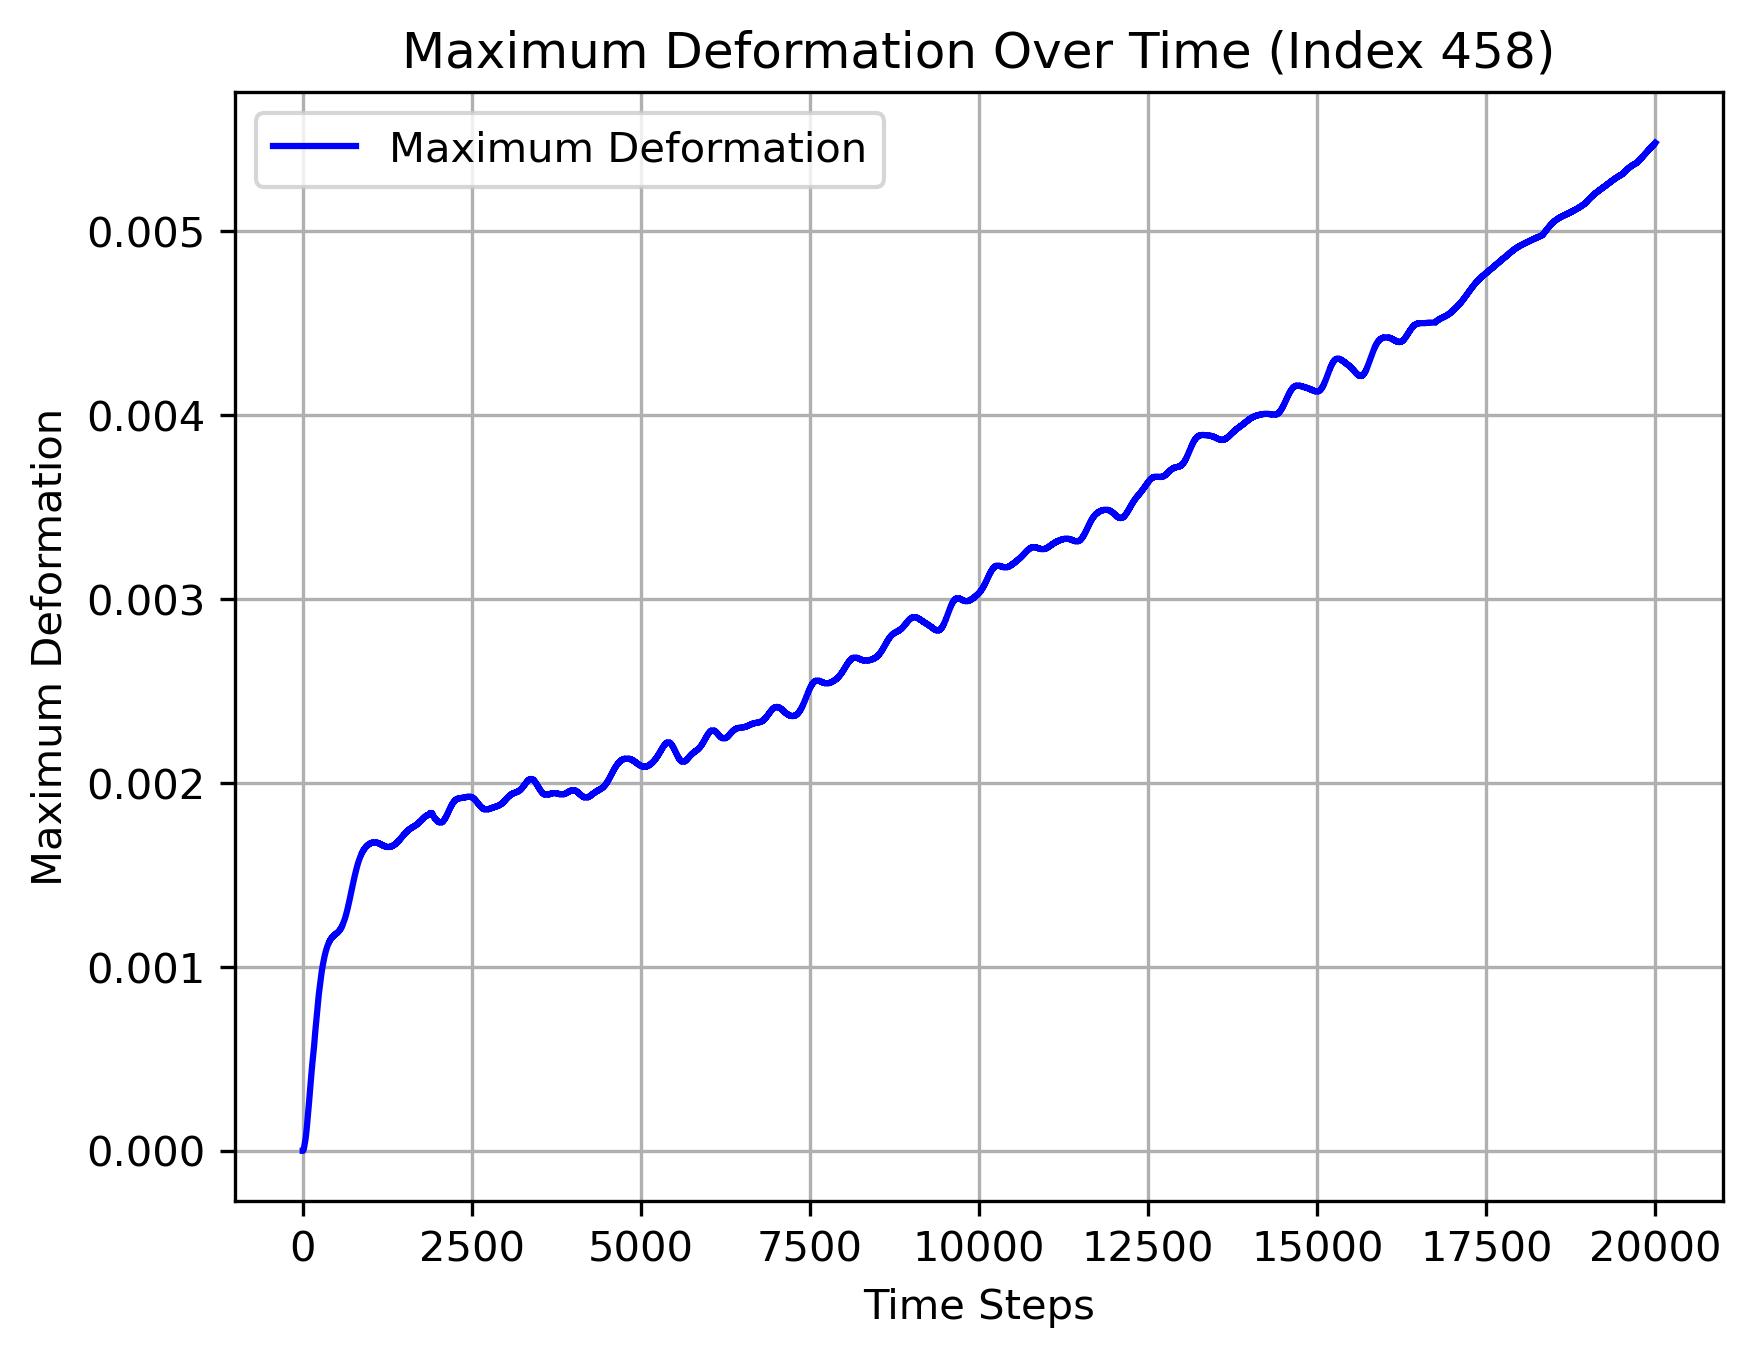 Maximum Deformation Over Time (Index 458)
Maximum Deformation
0.005
0.004
0.003
0.002
0.001
0.000
Maximum Deformation
0 2500 5000 7500 10000 12500 15000 17500 20000
Time Steps